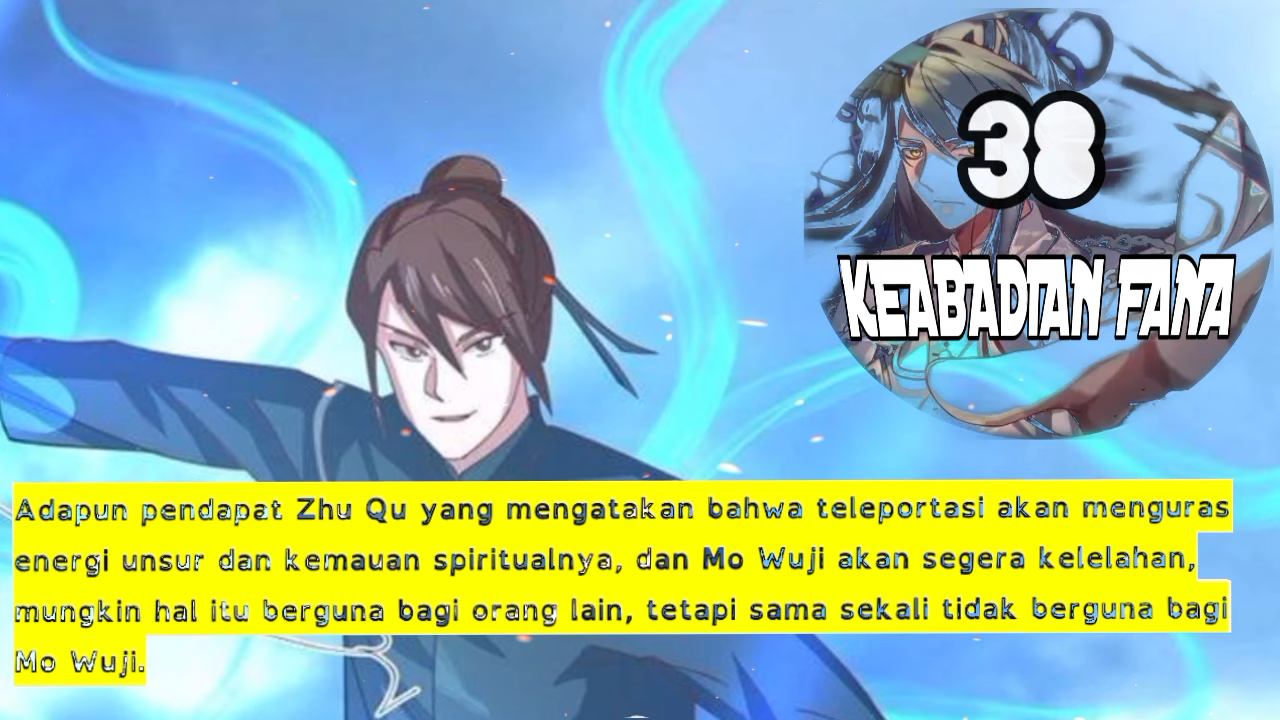 38
KEABADIAN FANA
Adapun pendapat Zhu Qu yang mengatakan bahwa teleportasi akan menguras
energi unsur dan kemauan spiritualnya, dan Mo Wuji akan segera kelelahan,
mungkin hal itu berguna bagi orang lain, tetapi sama sekali tidak berguna bagi
Mo Wuji.